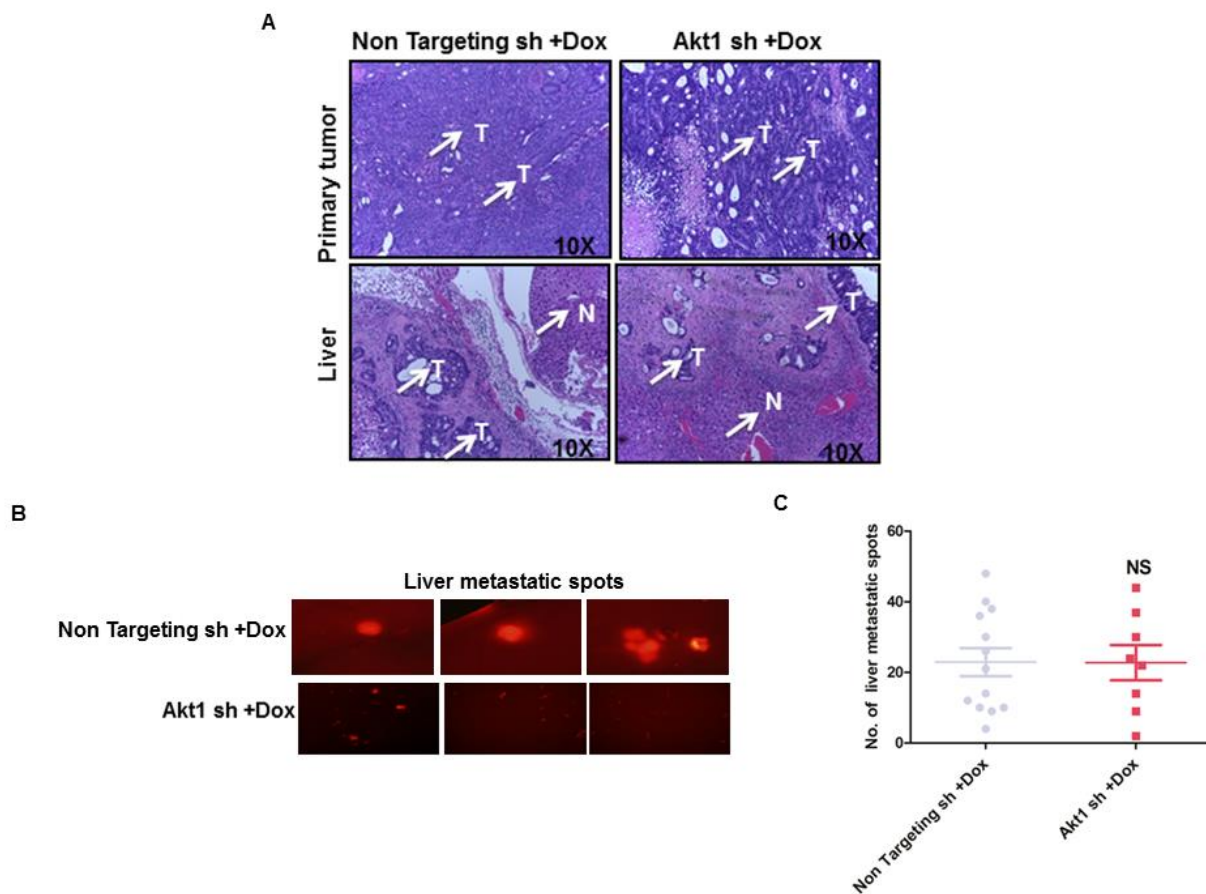 A
Non Targeting sh +Dox
Akt1 sh +Dox
Primary tumor
T
T
10X
T
T
10X
Liver
T
T
N
10X
T
T
N
10X
B
Liver metastatic spots
Non Targeting sh +Dox
Akt1 sh +Dox
C
No. of liver metastatic spots
60
40
20
0
NS
Non Targeting sh +Dox
Akt1 sh +Dox